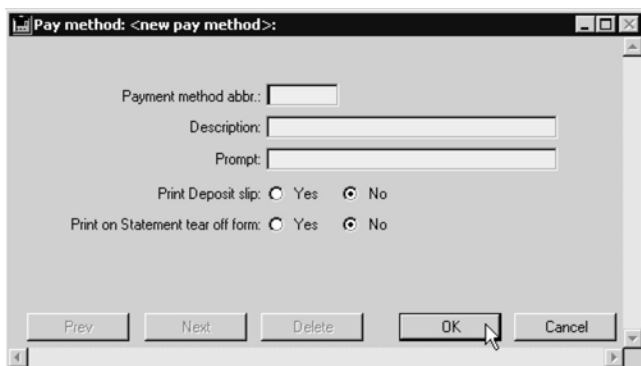 Pay method: <new pay method>:
Payment method abbr.:
Description:
Prompt:
Print Deposit slip: Yes No
Print on Statement tear off form: Yes No
Prev Next Delete OK Cancel